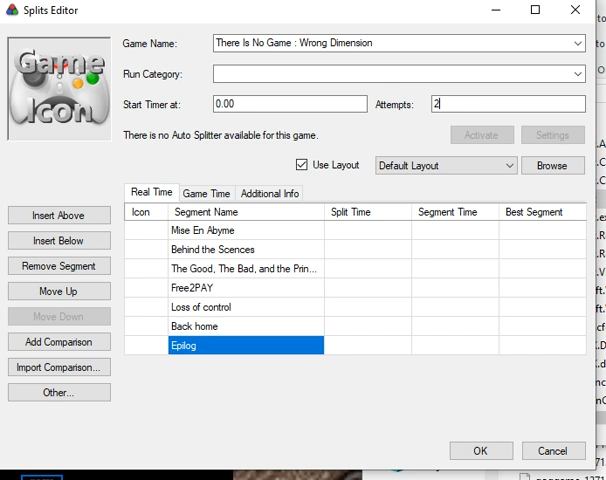 Splits Editor
Game Icon
Game Name: There Is No Game : Wrong Dimension
Run Category:
Start Timer at: 0.00 Attempts: 2
There is no Auto Splitter available for this game. Activate Settings
Use Layout Default Layout Browse
Real Time Game Time Additional Info
Icon Segment Name Split Time Segment Time Best Segment
Insert Above
Insert Below
Remove Segment
Move Up
Move Down
Add Comparison
Import Comparison...
Other...
Mise En Abyme
Behind the Scences
The Good, The Bad, and the Prin...
Free2PAY
Loss of control
Back home
Epilog
OK Cancel